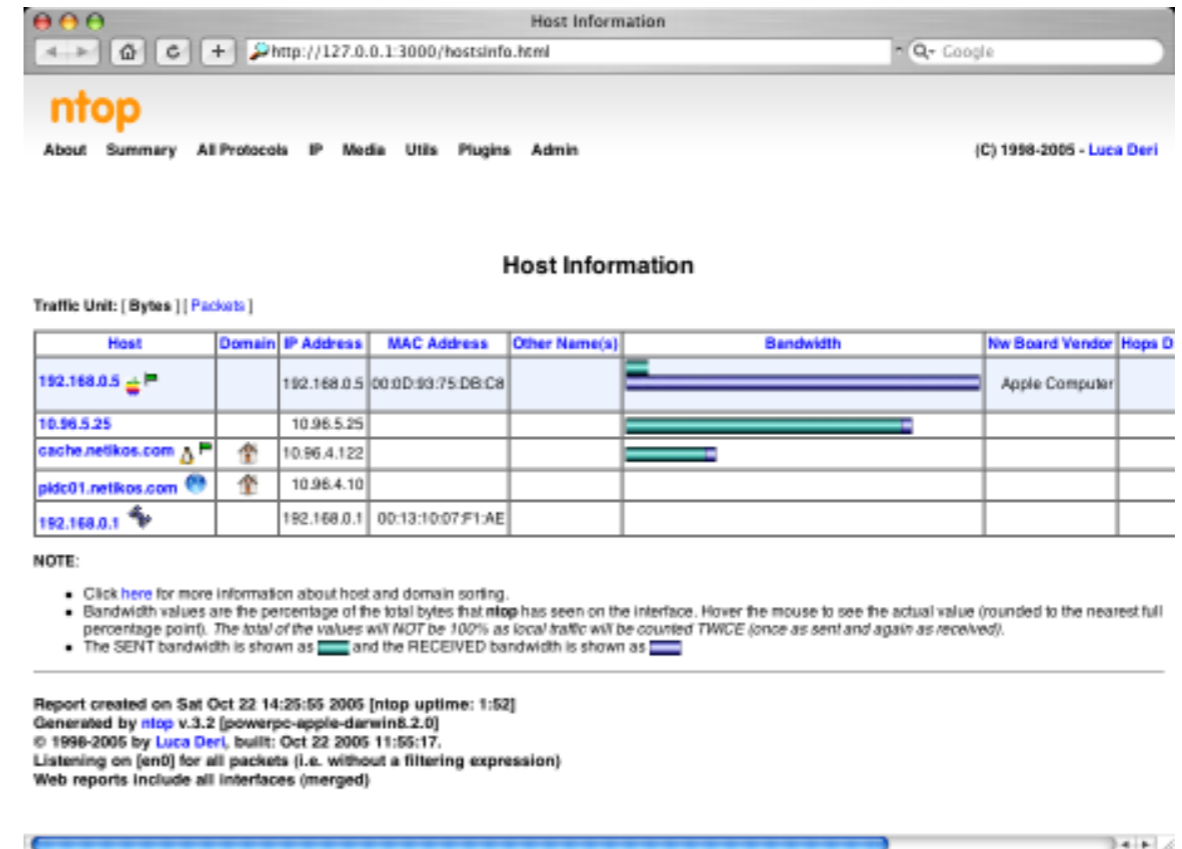 Host Information
http://127.0.0.1:3000/hostsinfo.html
Google
ntop
About Summary All Protocols IP Media Utils Plugins Admin
(C) 1998-2005 - Luca Deri
Host Information
Traffic Unit: [ Bytes ] [ Packets ]
Host Domain IP Address MAC Address Other Name(s) Bandwidth Nw Board Vendor Hops D
192.168.0.5 192.168.0.5 00:0D:93:75:DB:C8 Apple Computer
10.96.5.25 10.96.5.25
cache.netikos.com 10.96.4.122
pidc01.netikos.com 10.96.4.10
192.168.0.1 192.168.0.1 00:13:10:07:F1:AE
NOTE:
Click here for more information about host and domain sorting.
Bandwidth values are the percentage of the total bytes that ntop has seen on the interface. Hover the mouse to see the actual value (rounded to the nearest full
percentage point). The total of the values will NOT be 100% as local traffic will be counted TWICE (once as sent and again as received).
The SENT bandwidth is shown as and the RECEIVED bandwidth is shown as
Report created on Sat Oct 22 14:25:55 2005 [ntop uptime: 1:52]
Generated by ntop v.3.2 [powerpc-apple-darwin8.2.0]
© 1998-2005 by Luca Deri, built: Oct 22 2005 11:55:17.
Listening on [en0] for all packets (i.e. without a filtering expression)
Web reports include all interfaces (merged)